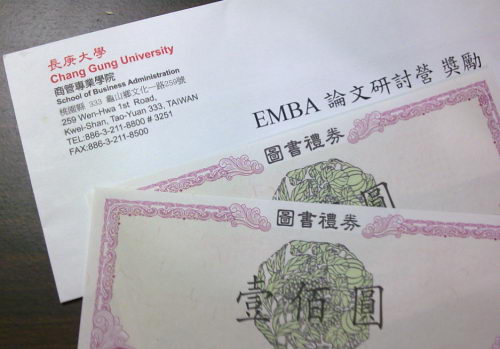 長庚大學
Chang Gung University
商管專業學院
School of Business Administration
桃園縣 333 龜山鄉文化一路259號
259 Wen-Hwa 1st Road,
Kwei-Shan, Tao-Yuan 333, TAIWAN
TEL:886-3-211-8800 # 3251
FAX:886-3-211-8500
EMBA 論文研討營 獎勵
圖書禮券
圓
圖書禮券
壹佰圓